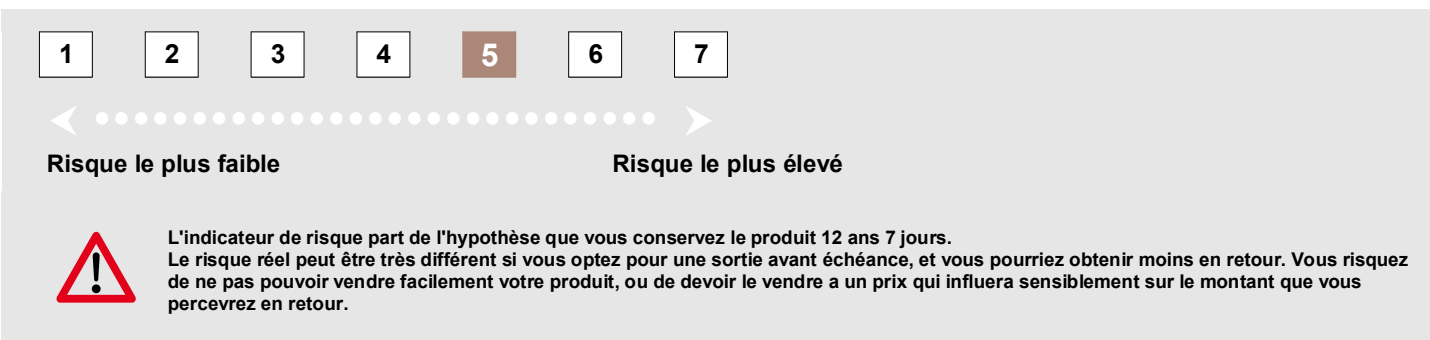 1 2 3 4 5 6 7
Risque le plus faible Risque le plus élevé
L'indicateur de risque part de l'hypothèse que vous conservez le produit 12 ans 7 jours.
Le risque réel peut être très différent si vous optez pour une sortie avant échéance, et vous pourriez obtenir moins en retour. Vous risquez
de ne pas pouvoir vendre facilement votre produit, ou de devoir le vendre a un prix qui influera sensiblement sur le montant que vous
percevrez en retour.